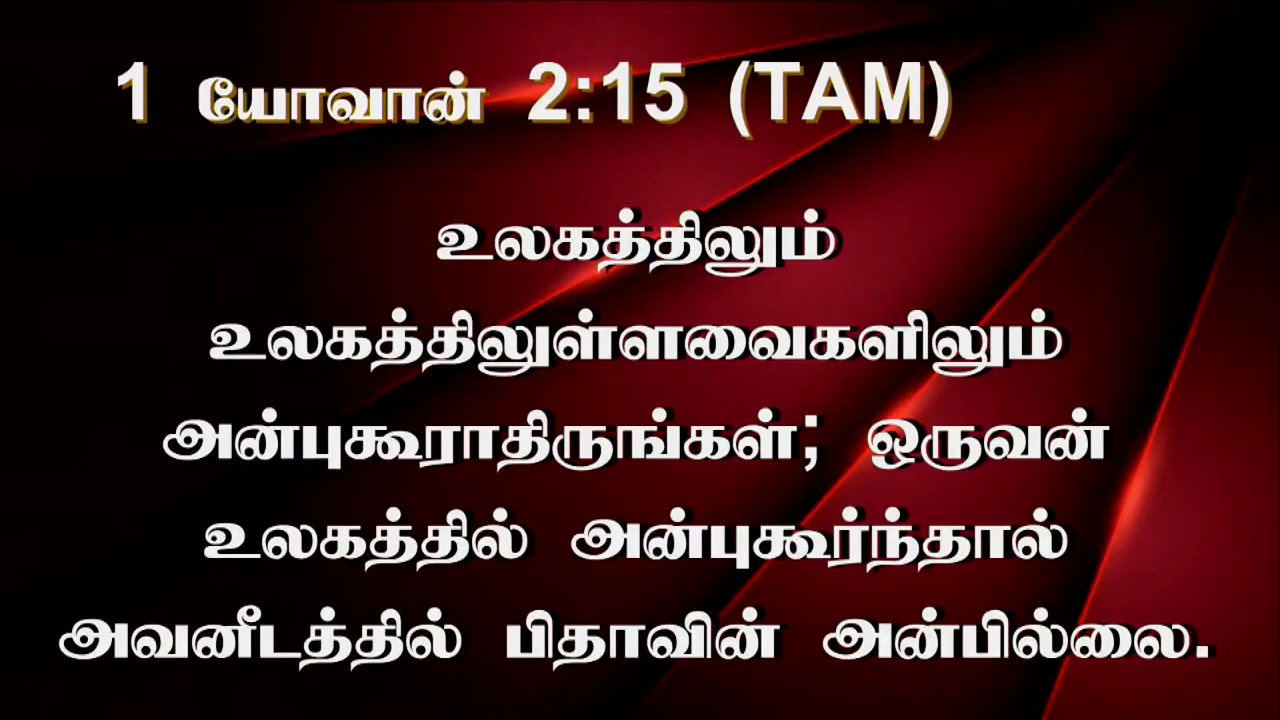 1 யோவான் 2:15 (TAM)
உலகத்திலும்
உலகத்திலுள்ளவைகளிலும்
அன்புகூராதிருங்கள்; ஒருவன்
உலகத்தில் அன்புகூர்ந்தால்
அவனீடத்தில் பிதாவின் அன்பில்லை.